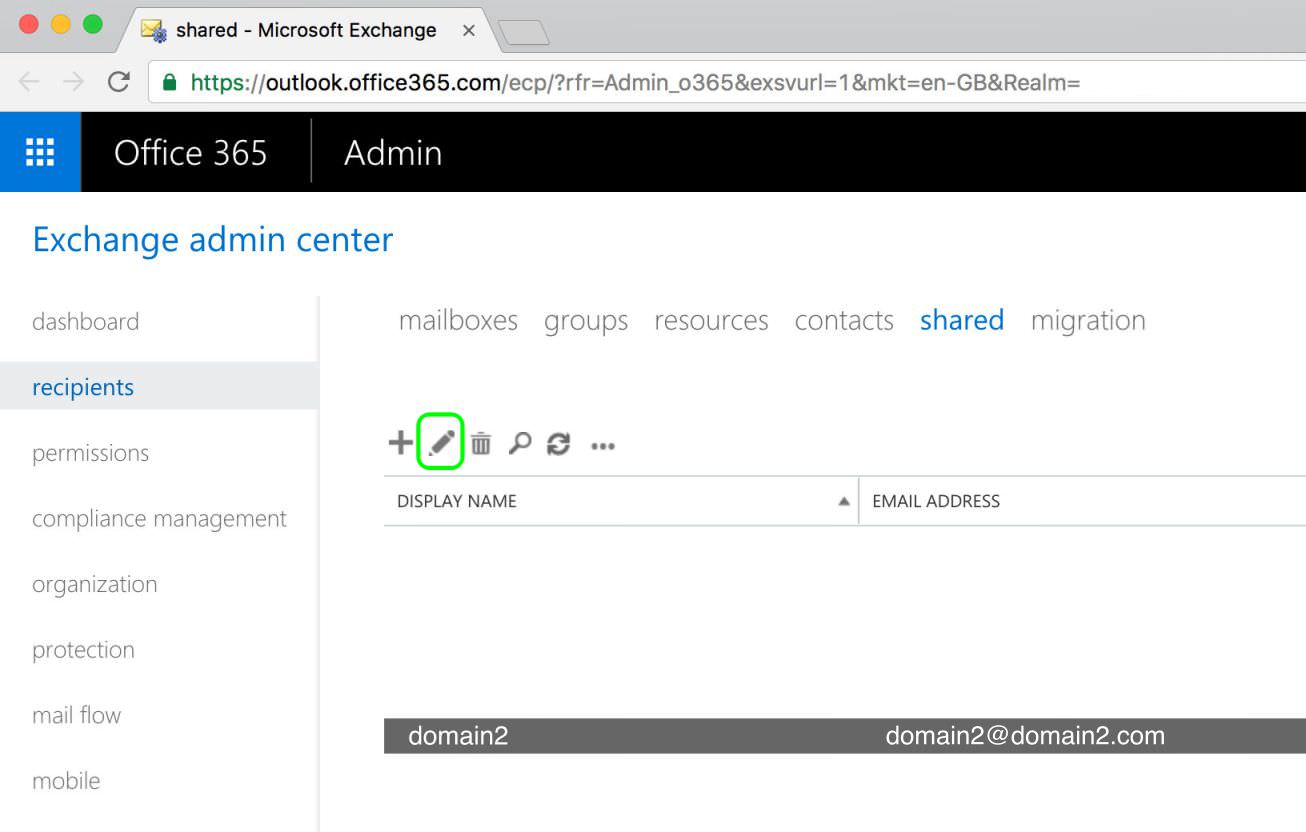 shared - Microsoft Exchange
https://outlook.office365.com/ecp/?rfr=Admin_o365&exsvurl=1&mkt=en-GB&Realm=
Office 365 Admin
Exchange admin center
dashboard
mailboxes groups resources contacts shared migration
recipients
permissions
DISPLAY NAME EMAIL ADDRESS
compliance management
organization
protection
mail flow
domain2 domain2@domain2.com
mobile